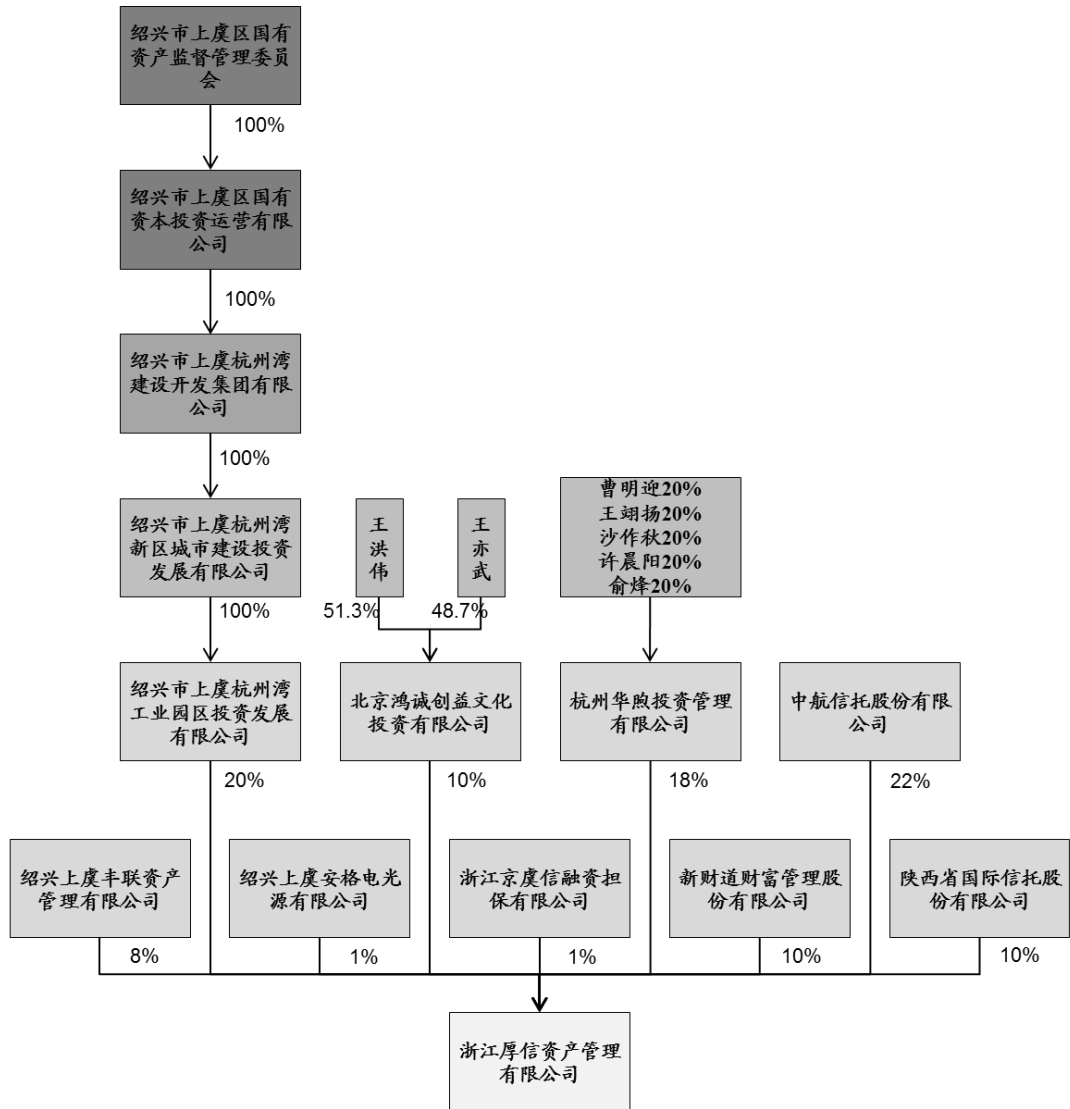 绍兴市上虞区国有
资产监督管理委员
会
100%
绍兴市上虞区国有
资本投资运营有限
公司
100%
绍兴市上虞杭州湾
建设开发集团有限
公司
100%
绍兴市上虞杭州湾
新区城市建设投资
发展有限公司
王
洪
伟
王
亦
武
曹明迎20%
王翊扬20%
沙作秋20%
许晨阳20%
俞烽20%
100%
51.3%
48.7%
绍兴市上虞杭州湾
工业园区投资发展
有限公司
北京鸿诚创益文化
投资有限公司
杭州华煦投资管理
有限公司
中航信托股份有限
公司
20%
10%
18%
22%
绍兴上虞丰联资产
管理有限公司
绍兴上虞安格电光
源有限公司
浙江京虞信融资担
保有限公司
新财道财富管理股
份有限公司
陕西省国际信托股
份有限公司
8%
1%
1%
10%
10%
浙江厚信资产管理
有限公司